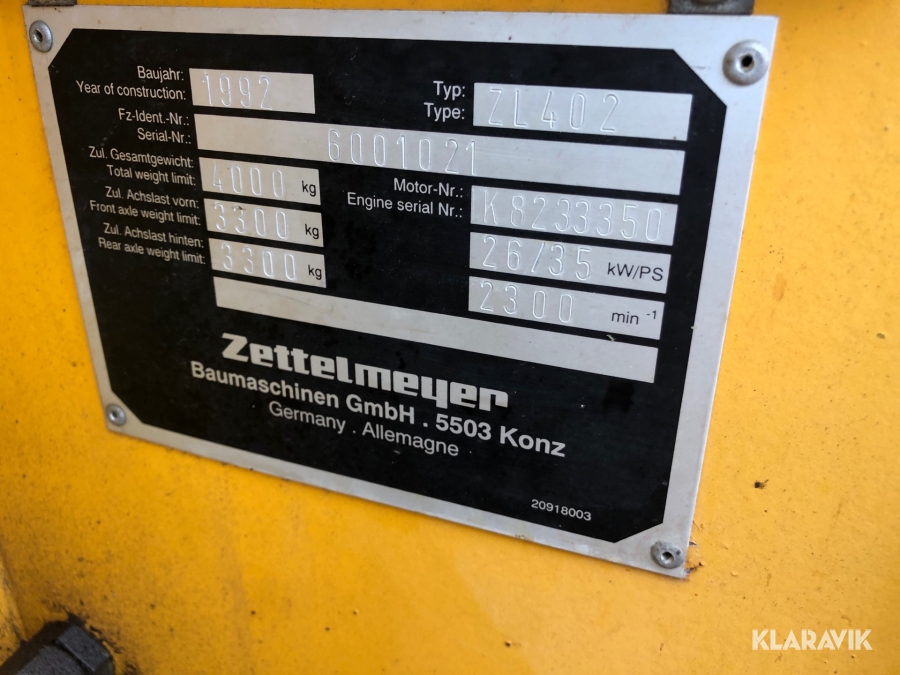 Baujahr:
Year of construction: 1992
Typ:
Type: ZL402
Fz-Ident.-Nr.:
Serial-Nr.: 6001021
Zul. Gesamtgewicht:
Total weight limit: 4000 kg
Motor-Nr.:
Engine serial Nr.: K8233350
Zul. Achslast vorn:
Front axle weight limit: 3300 kg
26/35 kW/PS
Zul. Achslast hinten:
Rear axle weight limit: 3300 kg
2300 min -1
Zettelmeyer
Baumaschinen GmbH . 5503 Konz
Germany . Allemagne
20918003
KLARAVIK